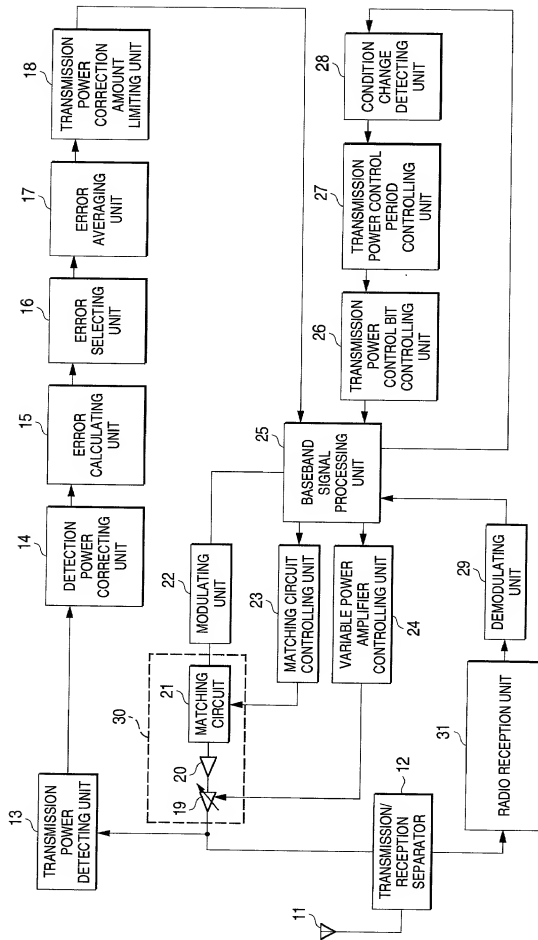 13
TRANSMISSION
POWER
DETECTING UNIT
14
DETECTION
POWER
CORRECTING
UNIT
15
ERROR
CALCULATING
UNIT
16
ERROR
SELECTING
UNIT
17
ERROR
AVERAGING
UNIT
18
TRANSMISSION
POWER
CORRECTION
AMOUNT
LIMITING UNIT
30
19
20
21
MATCHING
CIRCUIT
22
MODULATING
UNIT
23
MATCHING CIRCUIT
CONTROLLING UNIT
24
VARIABLE POWER
AMPLIFIER
CONTROLLING UNIT
25
BASEBAND
SIGNAL
PROCESSING
UNIT
26
TRANSMISSION
POWER
CONTROL BIT
CONTROLLING
UNIT
27
TRANSMISSION
POWER CONTROL
PERIOD
CONTROLLING
UNIT
28
CONDITION
CHANGE
DETECTING
UNIT
11
12
TRANSMISSION/
RECEPTION
SEPARATOR
31
RADIO RECEPTION UNIT
29
DEMODULATING
UNIT